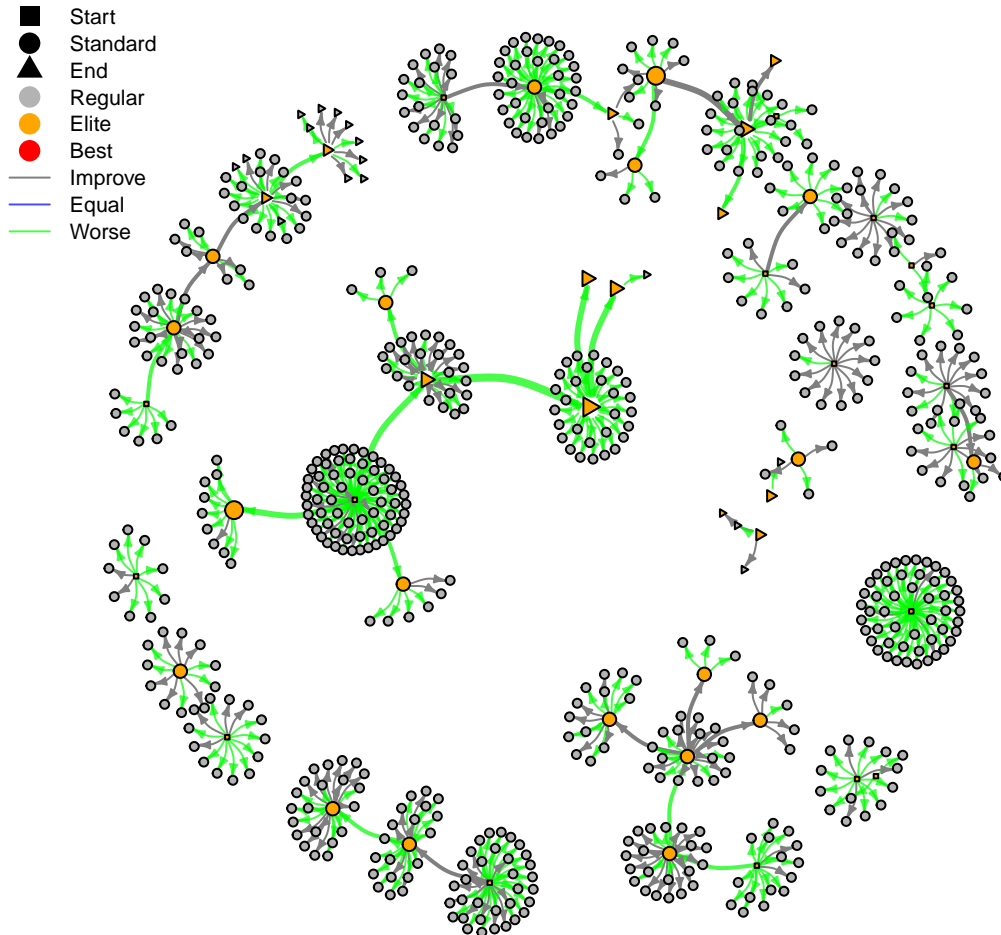 Start
Standard
End
Regular
Elite
Best
Improve
Equal
Worse